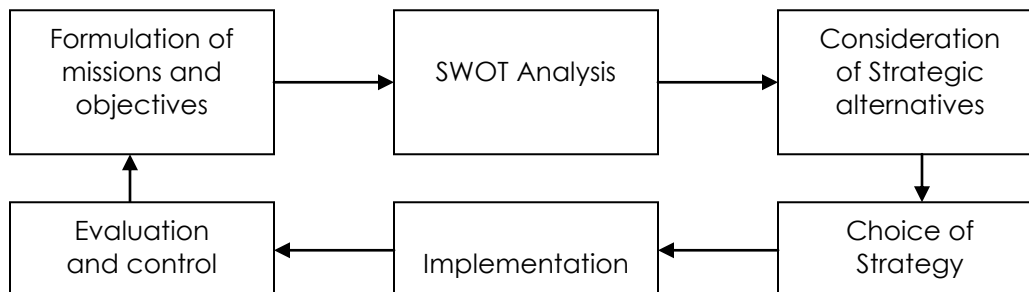 Formulation of
missions and
objectives
SWOT Analysis
Consideration
of Strategic
alternatives
Evaluation
and control
Implementation
Choice of
Strategy